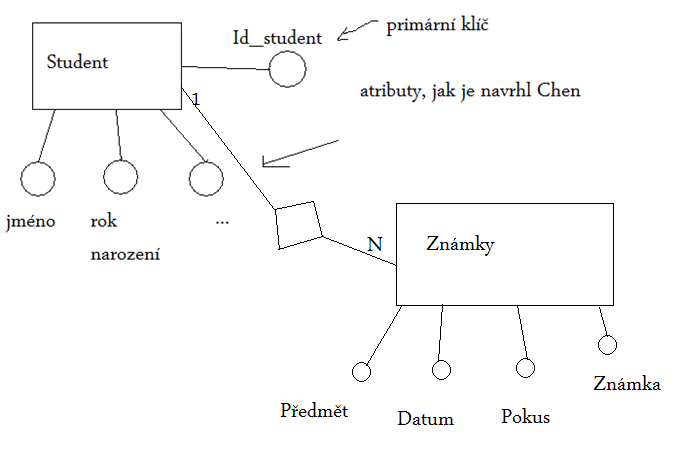 Id_student
primární klíč
Student
atributy, jak je navrhl Chen
1
jméno
rok
narození
...
N
Známky
Předmět
Datum
Pokus
Známka